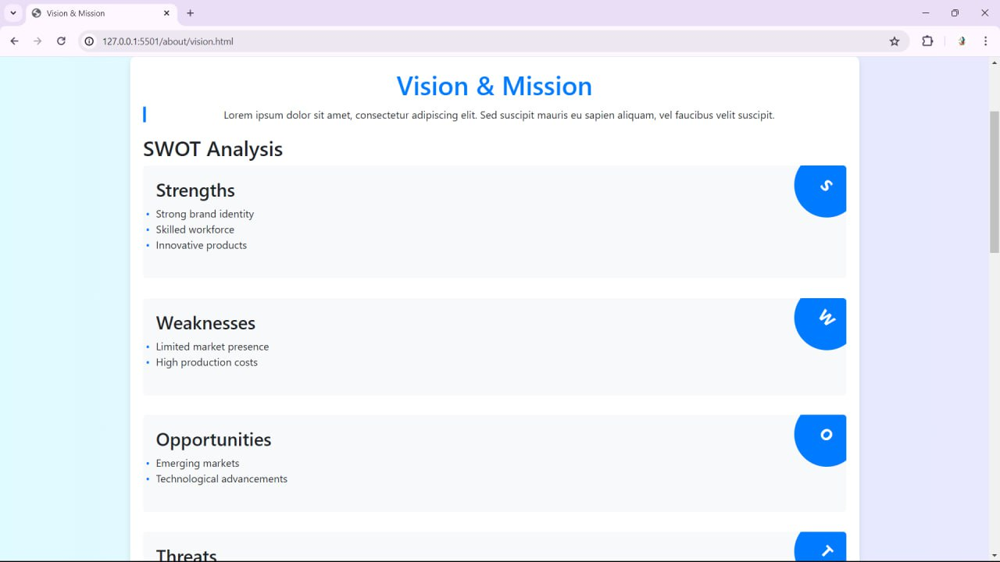 Vision & Mission
127.0.0.1:5501/about/vision.html
Vision & Mission
Lorem ipsum dolor sit amet, consectetur adipiscing elit. Sed suscipit mauris eu sapien aliquam, vel faucibus velit suscipit.
SWOT Analysis
Strengths
S
• Strong brand identity
• Skilled workforce
• Innovative products
Weaknesses
W
• Limited market presence
• High production costs
Opportunities
O
• Emerging markets
• Technological advancements
Threats
T